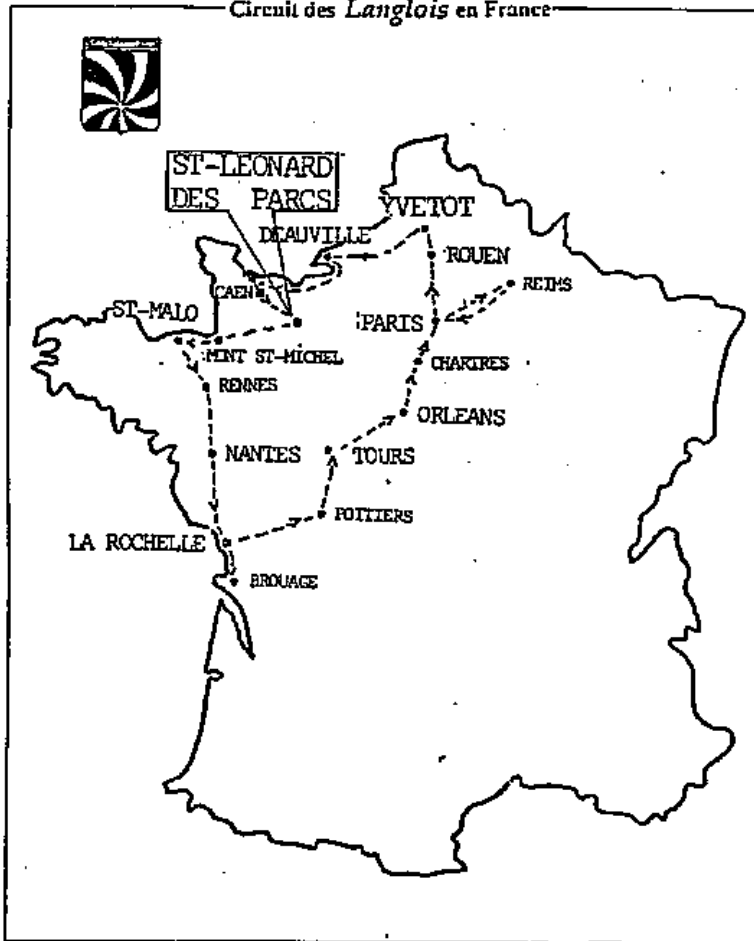 Circuit des Langlois en France
ST-LEONARD
DES PARCS
YVETOT
DEAUVILLE
ROUEN
CAEN
REIMS
ST-MALO
PARIS
MONT ST-MICHEL
CHARTRES
RENNES
ORLEANS
NANTES
TOURS
POITIERS
LA ROCHELLE
BROUAGE